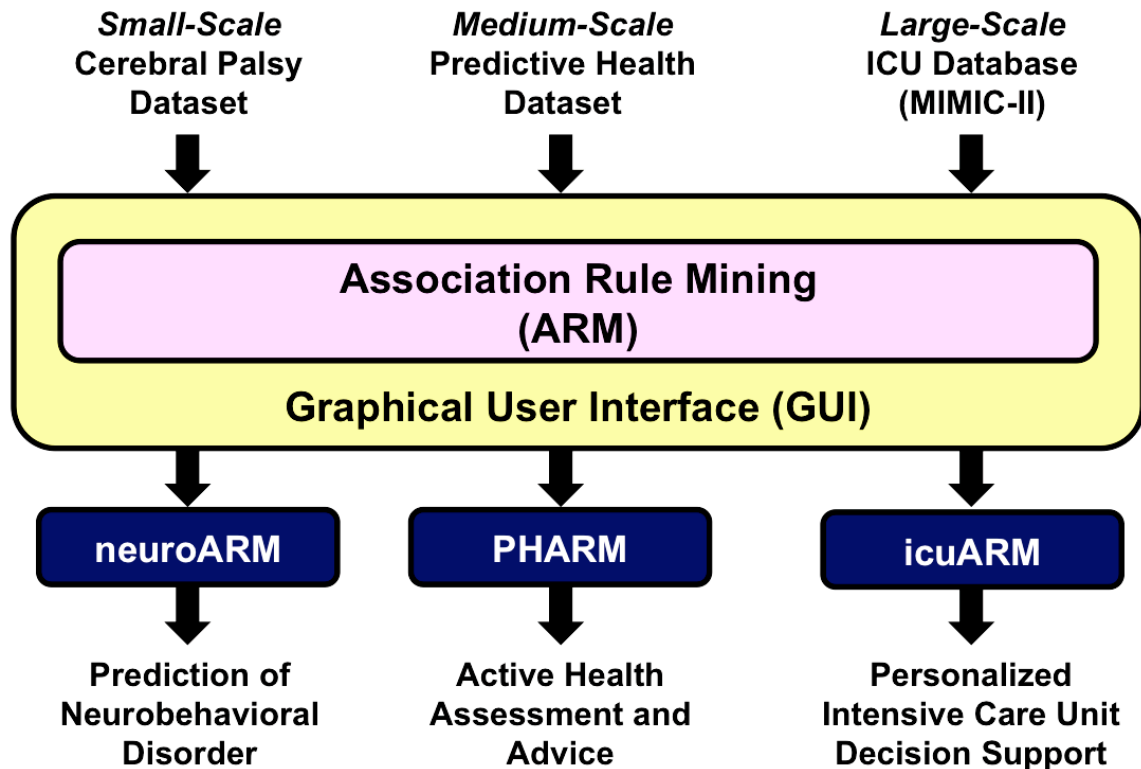 Small-Scale
Cerebral Palsy
Dataset
Medium-Scale
Predictive Health
Dataset
Large-Scale
ICU Database
(MIMIC-II)
Association Rule Mining
(ARM)
Graphical User Interface (GUI)
neuroARM
PHARM
icuARM
Prediction of
Neurobehavioral
Disorder
Active Health
Assessment and
Advice
Personalized
Intensive Care Unit
Decision Support